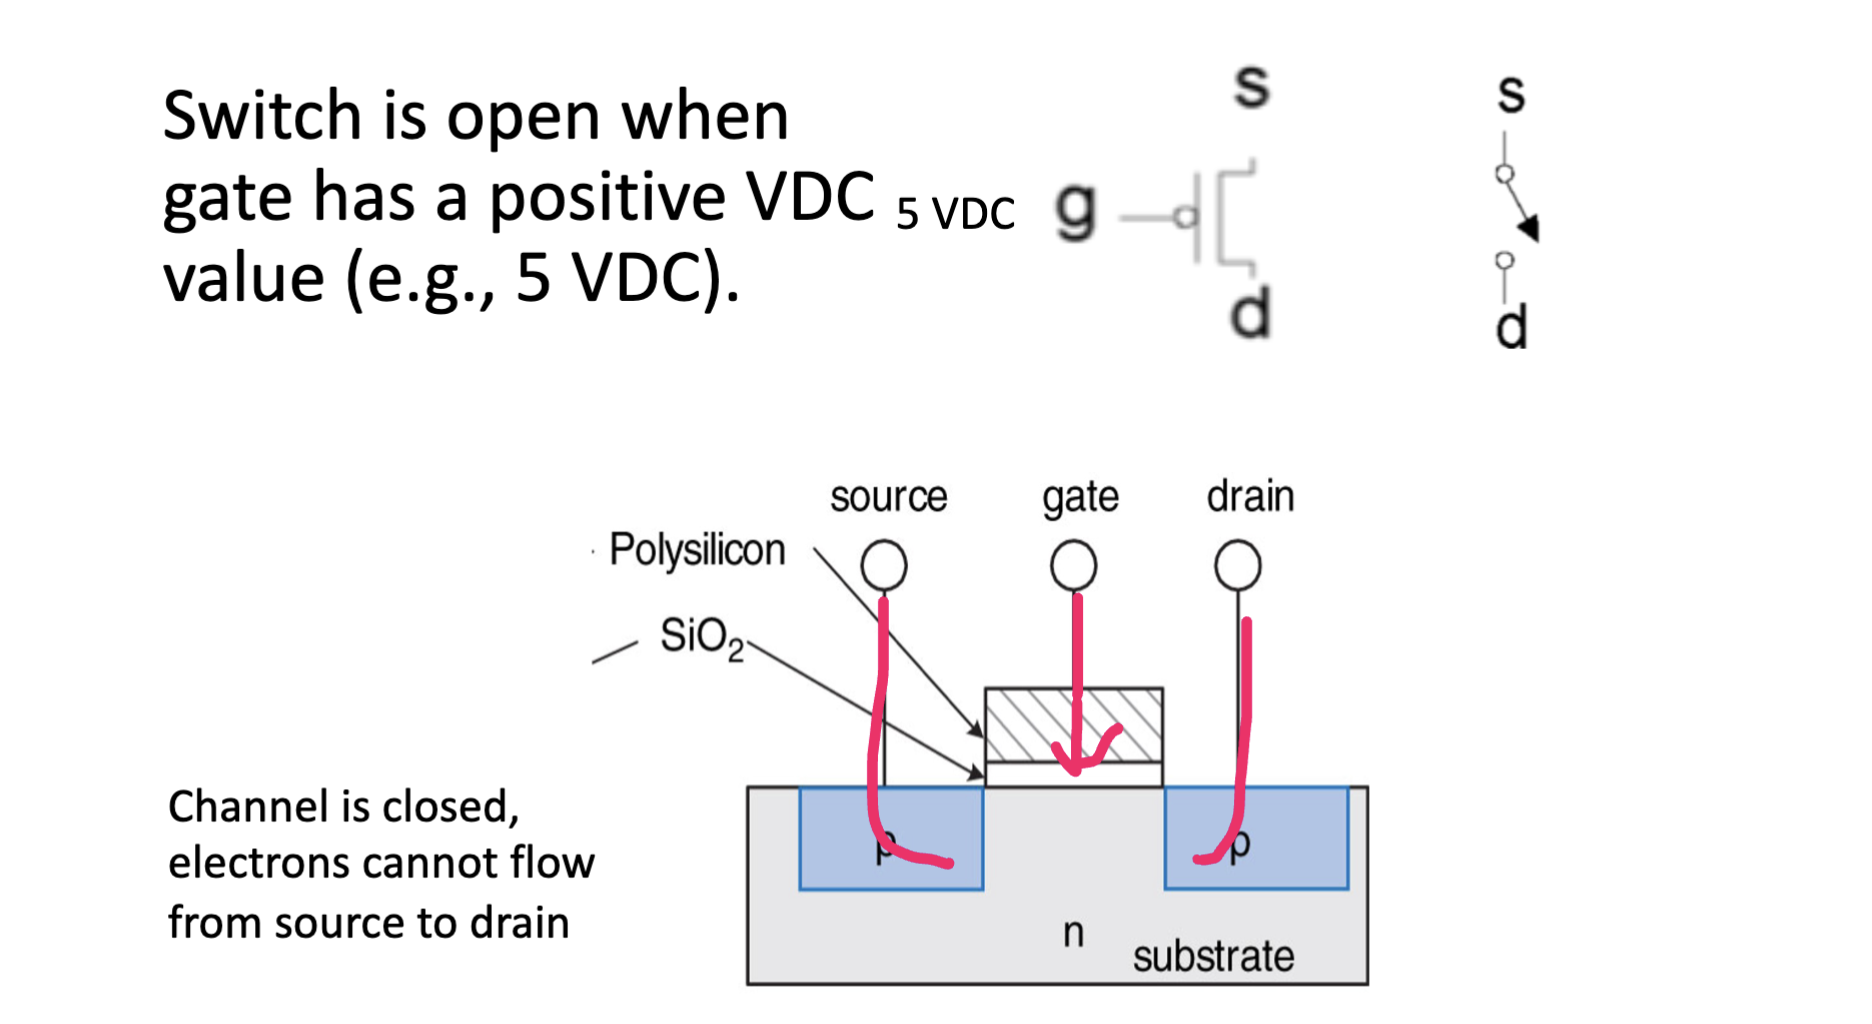 Switch is open when
gate has a positive VDC
value (e.g., 5 VDC).
5 VDC
g
s
d
s
d
source
gate
drain
Polysilicon
SiO₂
p
p
n
substrate
Channel is closed,
electrons cannot flow
from source to drain